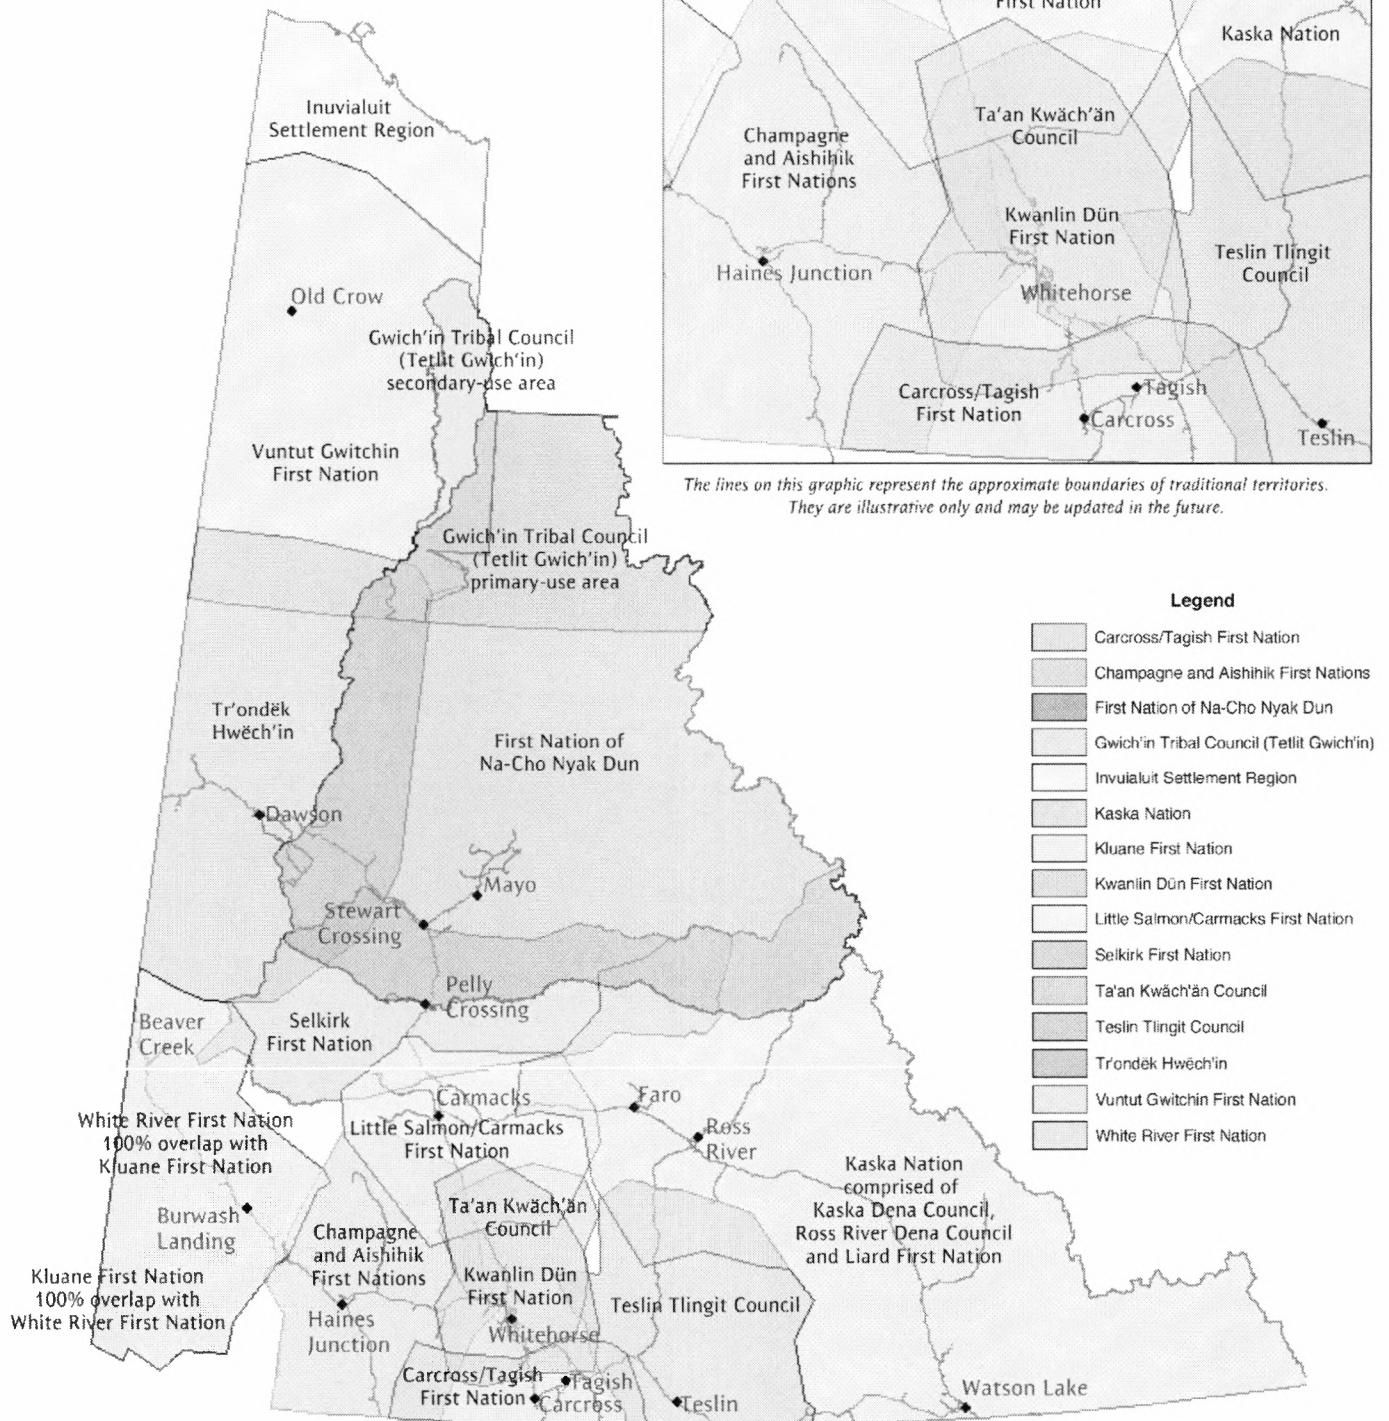 Inuvialuit
Settlement Region
Old Crow
Gwich'in Tribal Council
(Tetlit Gwich'in)
secondary-use area
Vuntut Gwitchin
First Nation
Gwich'in Tribal Council
(Tetlit Gwich'in)
primary-use area
Tr'ondëk
Hwëch'in
First Nation of
Na-Cho Nyak Dun
Dawson
Mayo
Stewart
Crossing
Pelly
Crossing
Beaver
Creek
Selkirk
First Nation
Carmacks
Faro
White River First Nation
100% overlap with
Kluane First Nation
Little Salmon/Carmacks
First Nation
Ross
River
Kaska Nation
comprised of
Kaska Dena Council,
Ross River Dena Council
and Liard First Nation
Burwash
Landing
Ta'an Kwäch'än
Council
Champagne
and Aishihik
First Nations
Kluane First Nation
100% overlap with
White River First Nation
Kwanlin Dün
First Nation
Teslin Tlingit Council
Haines
Junction
Whitehorse
Carcross/Tagish
First Nation
Tagish
Carcross
Teslin
Watson Lake
First Nation
Kaska Nation
Ta'an Kwäch'än
Council
Champagne
and Aishihik
First Nations
Kwanlin Dün
First Nation
Teslin Tlingit
Council
Haines Junction
Whitehorse
Carcross/Tagish
First Nation
Tagish
Carcross
Teslin
The lines on this graphic represent the approximate boundaries of traditional territories.
They are illustrative only and may be updated in the future.
Legend
Carcross/Tagish First Nation
Champagne and Aishihik First Nations
First Nation of Na-Cho Nyak Dun
Gwich'in Tribal Council (Tetlit Gwich'in)
Invuialuit Settlement Region
Kaska Nation
Kluane First Nation
Kwanlin Dün First Nation
Little Salmon/Carmacks First Nation
Selkirk First Nation
Ta'an Kwäch'än Council
Teslin Tlingit Council
Tr'ondëk Hwëch'in
Vuntut Gwitchin First Nation
White River First Nation